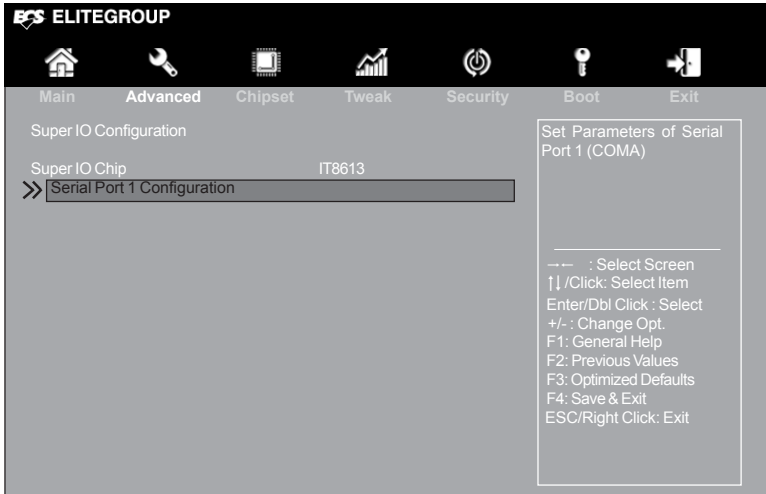 ECS ELITEGROUP
Main Advanced Chipset Tweak Security Boot Exit
Super IO Configuration
Super IO Chip IT8613
Serial Port 1 Configuration
Set Parameters of Serial
Port 1 (COMA)
→← : Select Screen
↑↓/Click: Select Item
Enter/Dbl Click : Select
+/- : Change Opt.
F1: General Help
F2: Previous Values
F3: Optimized Defaults
F4: Save & Exit
ESC/Right Click: Exit